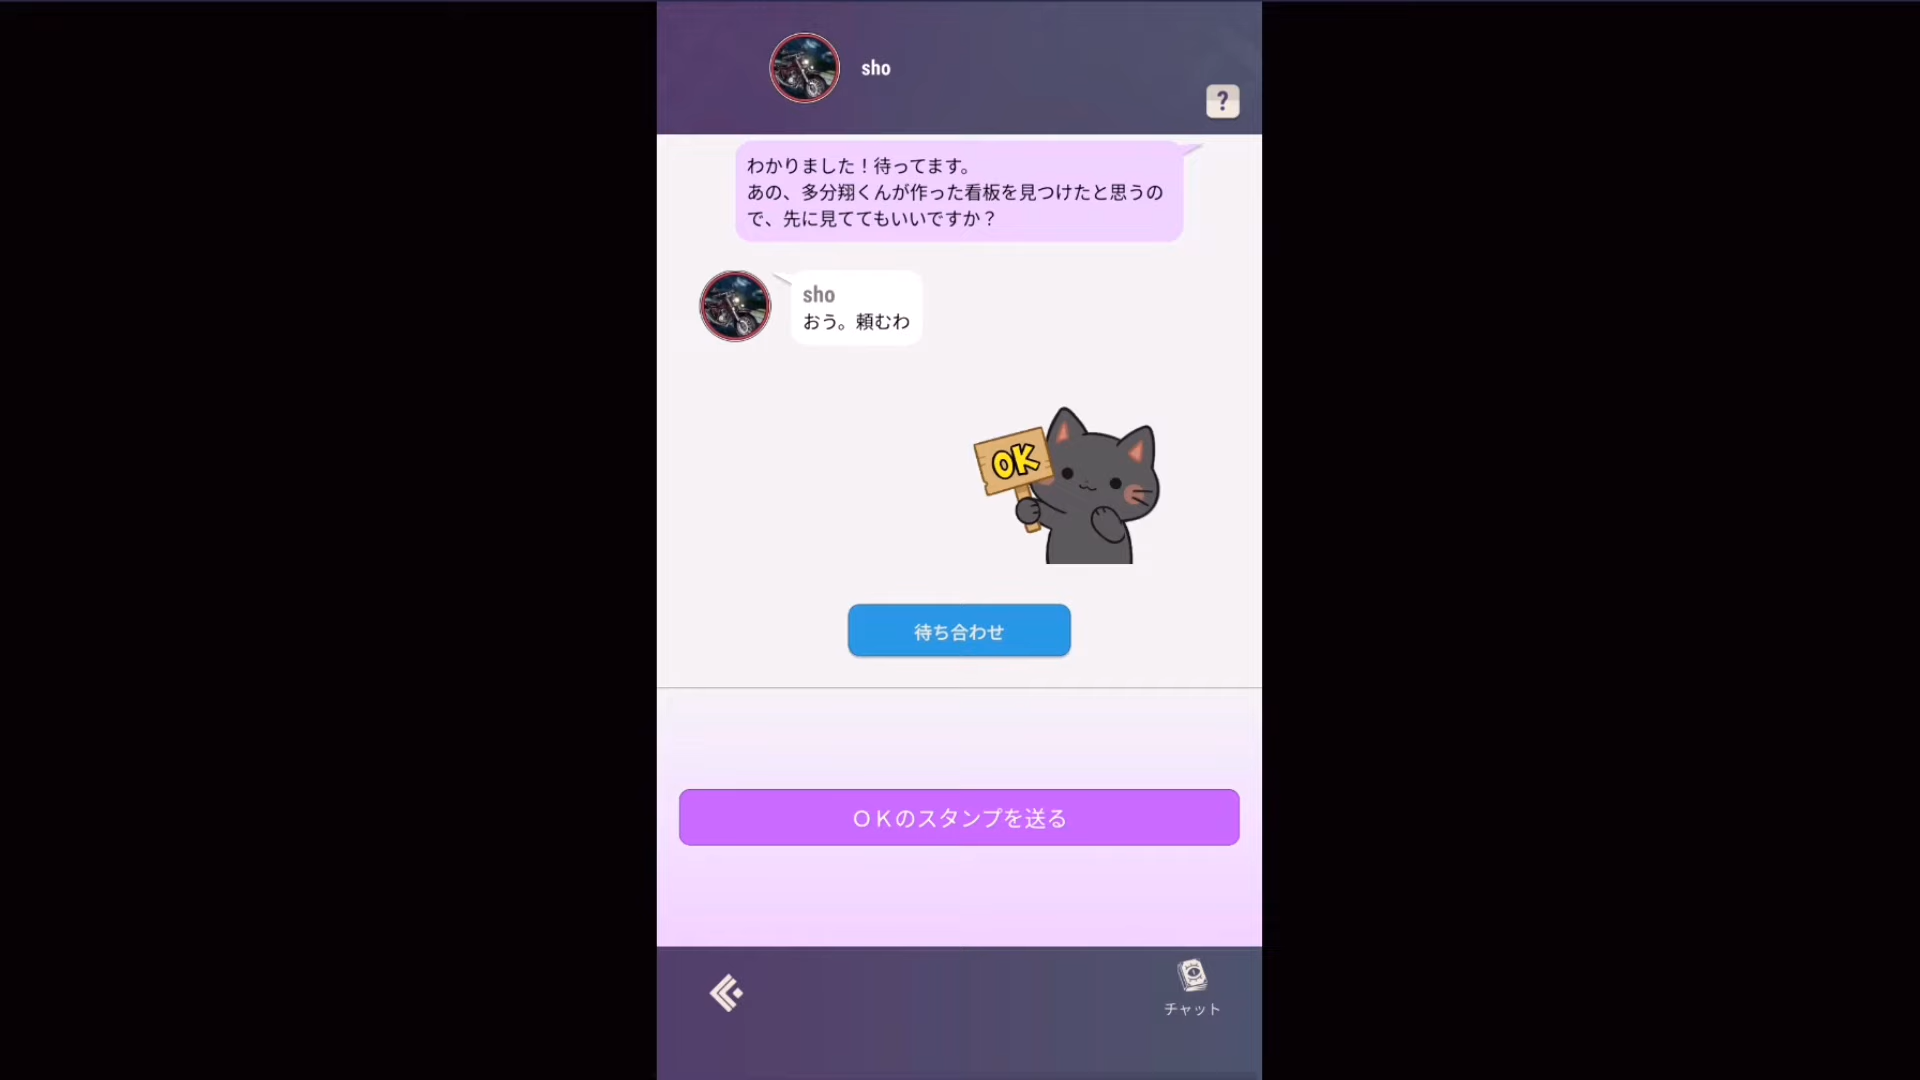 sho
?
わかりました！待ってます。
あの、多分翔くんが作った看板を見つけたと思うの
で、先に見ててもいいですか？
sho
おう。頼むわ
OK
待ち合わせ
ＯＫのスタンプを送る
チャット